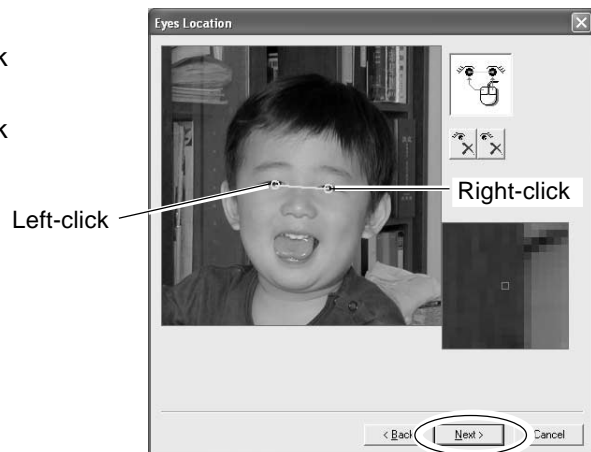 Eyes Location
k
k
Right-click
Left-click
< Back
Next >
Cancel